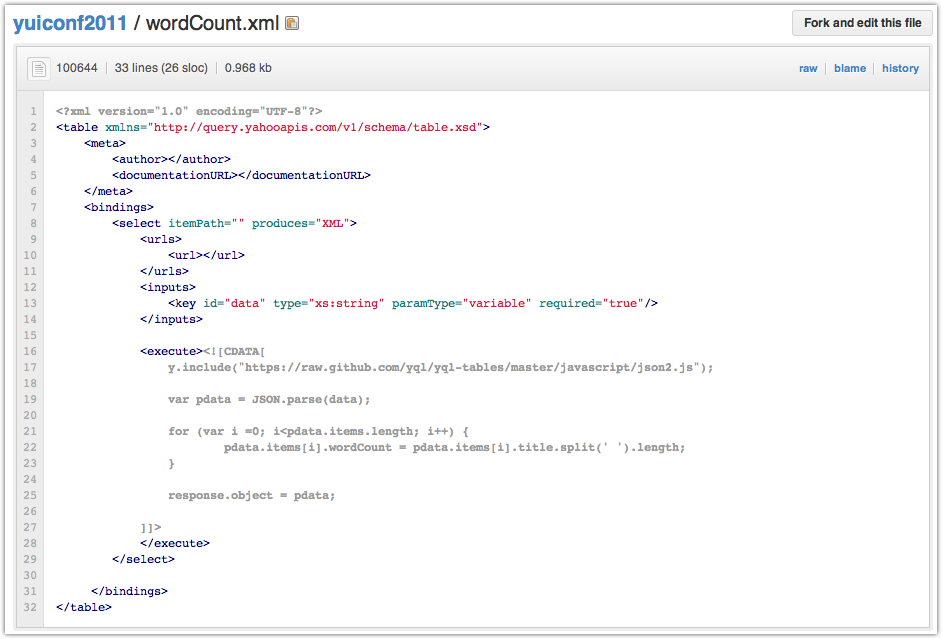 yuiconf2011 / wordCount.xml
Fork and edit this file
100644 33 lines (26 sloc) 0.968 kb
raw blame history
1 <?xml version="1.0" encoding="UTF-8"?>
2 <table xmlns="http://query.yahooapis.com/v1/schema/table.xsd">
3     <meta>
4         <author></author>
5         <documentationURL></documentationURL>
6     </meta>
7     <bindings>
8         <select itemPath="" produces="XML">
9             <urls>
10                 <url></url>
11             </urls>
12             <inputs>
13                 <key id="data" type="xs:string" paramType="variable" required="true"/>
14             </inputs>
15
16             <execute><![CDATA[
17                 y.include("https://raw.github.com/yql/yql-tables/master/javascript/json2.js");
18
19                 var pdata = JSON.parse(data);
20
21                 for (var i =0; i<pdata.items.length; i++) {
22                         pdata.items[i].wordCount = pdata.items[i].title.split(' ').length;
23                 }
24
25                 response.object = pdata;
26
27             ]]>
28             </execute>
29         </select>
30
31      </bindings>
32 </table>